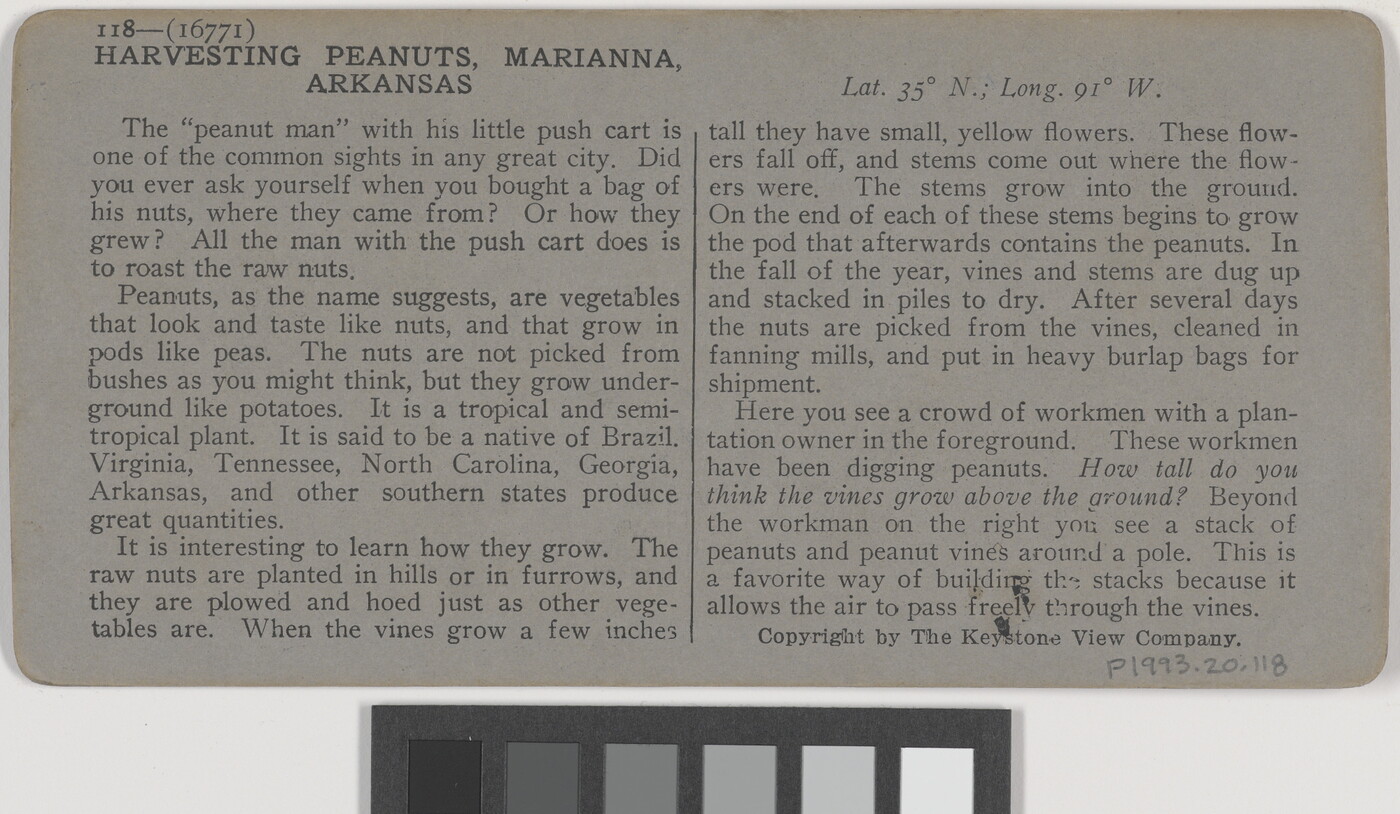 118—(16771)
HARVESTING PEANUTS, MARIANNA,
ARKANSAS
The “peanut man” with his little push cart is
one of the common sights in any great city. Did
you ever ask yourself when you bought a bag of
his nuts, where they came from? Or how they
grew? All the man with the push cart does is
to roast the raw nuts.
Peanuts, as the name suggests, are vegetables
that look and taste like nuts, and that grow in
pods like peas. The nuts are not picked from
bushes as you might think, but they grow under-
ground like potatoes. It is a tropical and semi-
tropical plant. It is said to be a native of Brazil.
Virginia, Tennessee, North Carolina, Georgia,
Arkansas, and other southern states produce
great quantities.
It is interesting to learn how they grow. The
raw nuts are planted in hills or in furrows, and
they are plowed and hoed just as other vege-
tables are. When the vines grow a few inches
Lat. 35° N.; Long. 91° W.
tall they have small, yellow flowers. These flow-
ers fall off, and stems come out where the flow-
ers were. The stems grow into the ground.
On the end of each of these stems begins to grow
the pod that afterwards contains the peanuts. In
the fall of the year, vines and stems are dug up
and stacked in piles to dry. After several days
the nuts are picked from the vines, cleaned in
fanning mills, and put in heavy burlap bags for
shipment.
Here you see a crowd of workmen with a plan-
tation owner in the foreground. These workmen
have been digging peanuts. How tall do you
think the vines grow above the ground? Beyond
the workman on the right you see a stack of
peanuts and peanut vines around a pole. This is
a favorite way of building the stacks because it
allows the air to pass freely through the vines.
Copyright by The Keystone View Company.
P1993.20.118